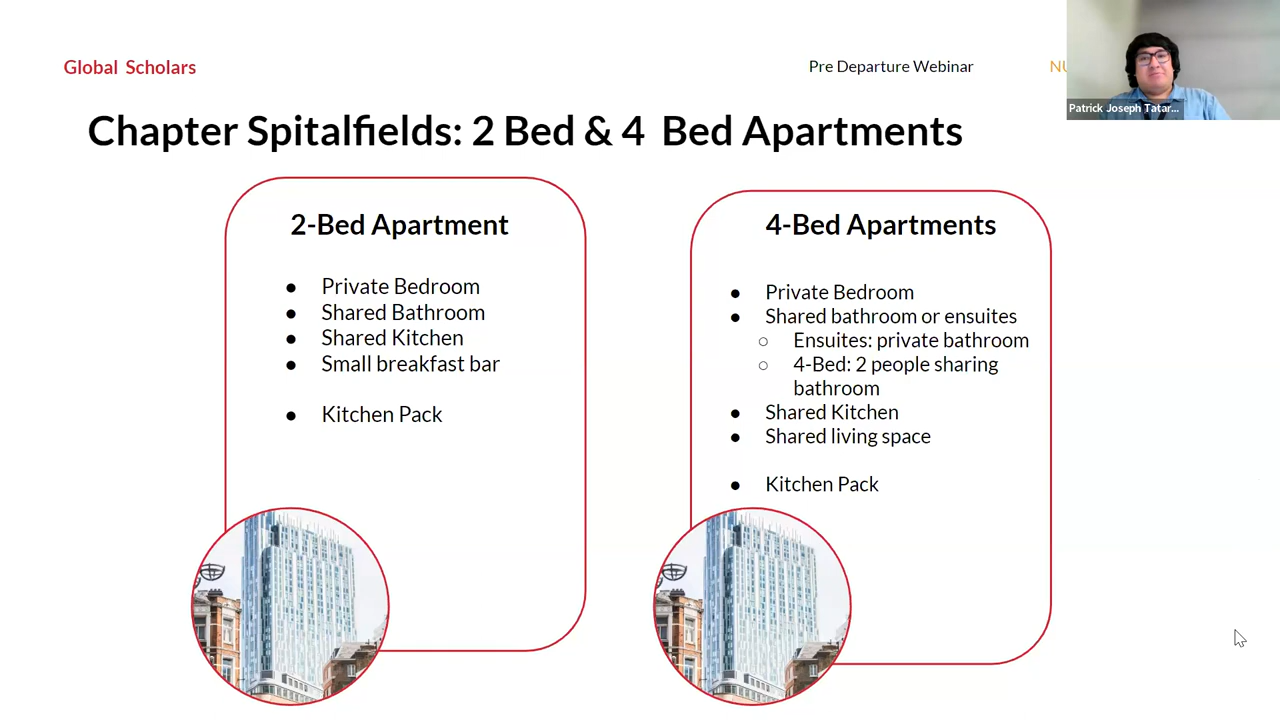 Global Scholars
Pre Departure Webinar
Patrick Joseph Tatar...
Chapter Spitalfields: 2 Bed & 4 Bed Apartments
2-Bed Apartment
● Private Bedroom
● Shared Bathroom
● Shared Kitchen
● Small breakfast bar
● Kitchen Pack
4-Bed Apartments
● Private Bedroom
● Shared bathroom or ensuites
○ Ensuites: private bathroom
○ 4-Bed: 2 people sharing
bathroom
● Shared Kitchen
● Shared living space
● Kitchen Pack